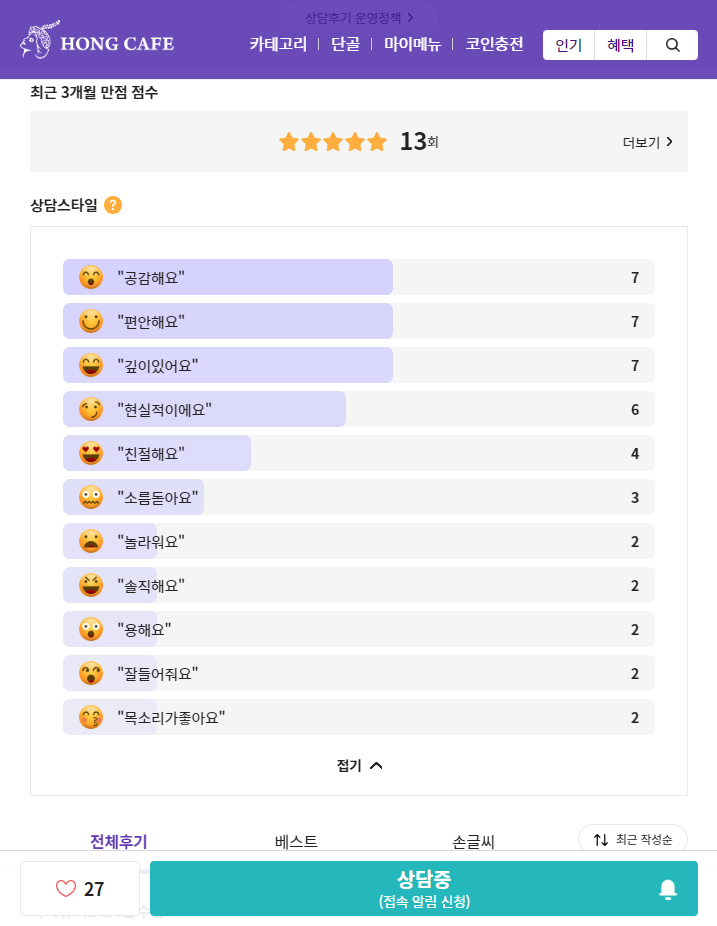 상담후기 운영정책
HONG CAFE
카테고리
단골
마이메뉴
코인충전
인기
혜택
최근 3개월 만점 점수
13회
더보기
상담스타일 ?
"공감해요" 7
"편안해요" 7
"깊이있어요" 7
"현실적이에요" 6
"친절해요" 4
"소름돋아요" 3
"놀라워요" 2
"솔직해요" 2
"용해요" 2
"잘들어줘요" 2
"목소리가좋아요" 2
접기
전체후기
베스트
손글씨
최근 작성순
27
상담중
(접속 알림 신청)